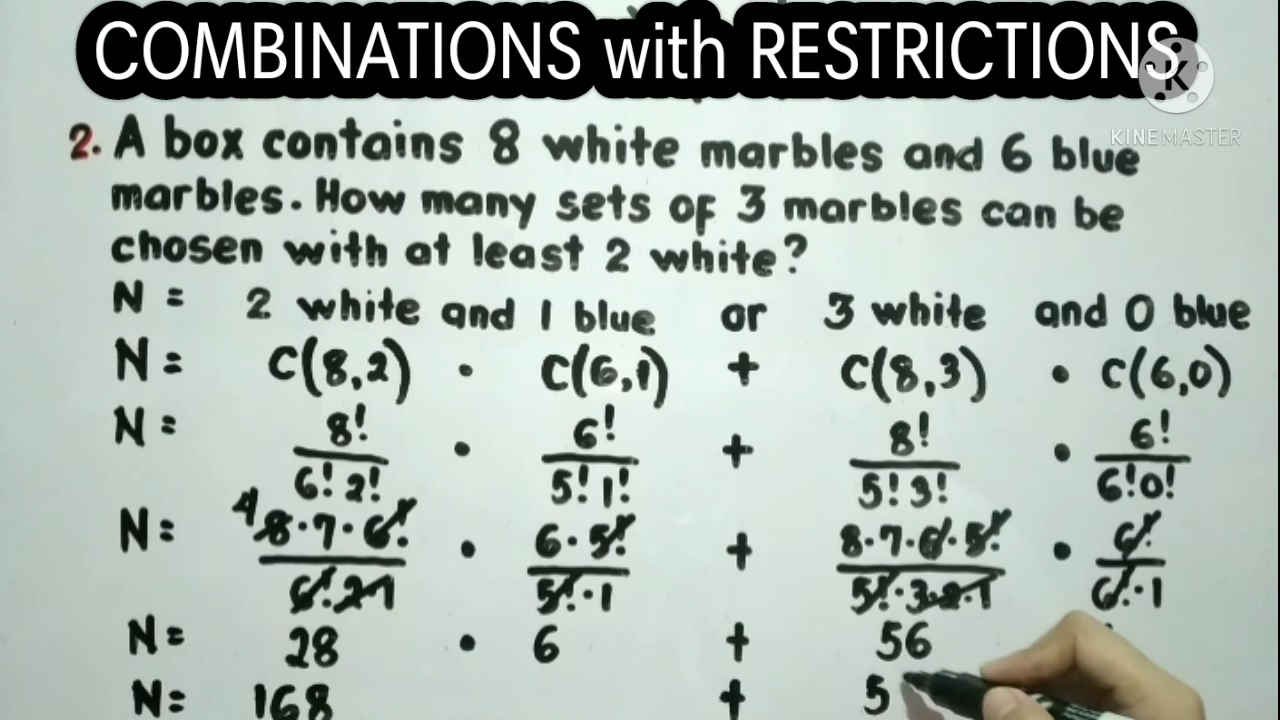 COMBINATIONS with RESTRICTIONS
K
KINEMASTER
2. A box contains 8 white marbles and 6 blue
marbles. How many sets of 3 marbles can be
chosen with at least 2 white?
N = 2 white and 1 blue or 3 white and 0 blue
N = C(8,2) · C(6,1) + C(8,3) · C(6,0)
N = 8!/6!2! · 6!/5!1! + 8!/5!3! · 6!/6!0!
N = 4 8·7·6!/6!·2·1 · 6·5!/5!·1 + 8·7·6·5!/5!·3·2·1 · 6!/6!·1
N = 28 · 6 + 56
N = 168 + 5